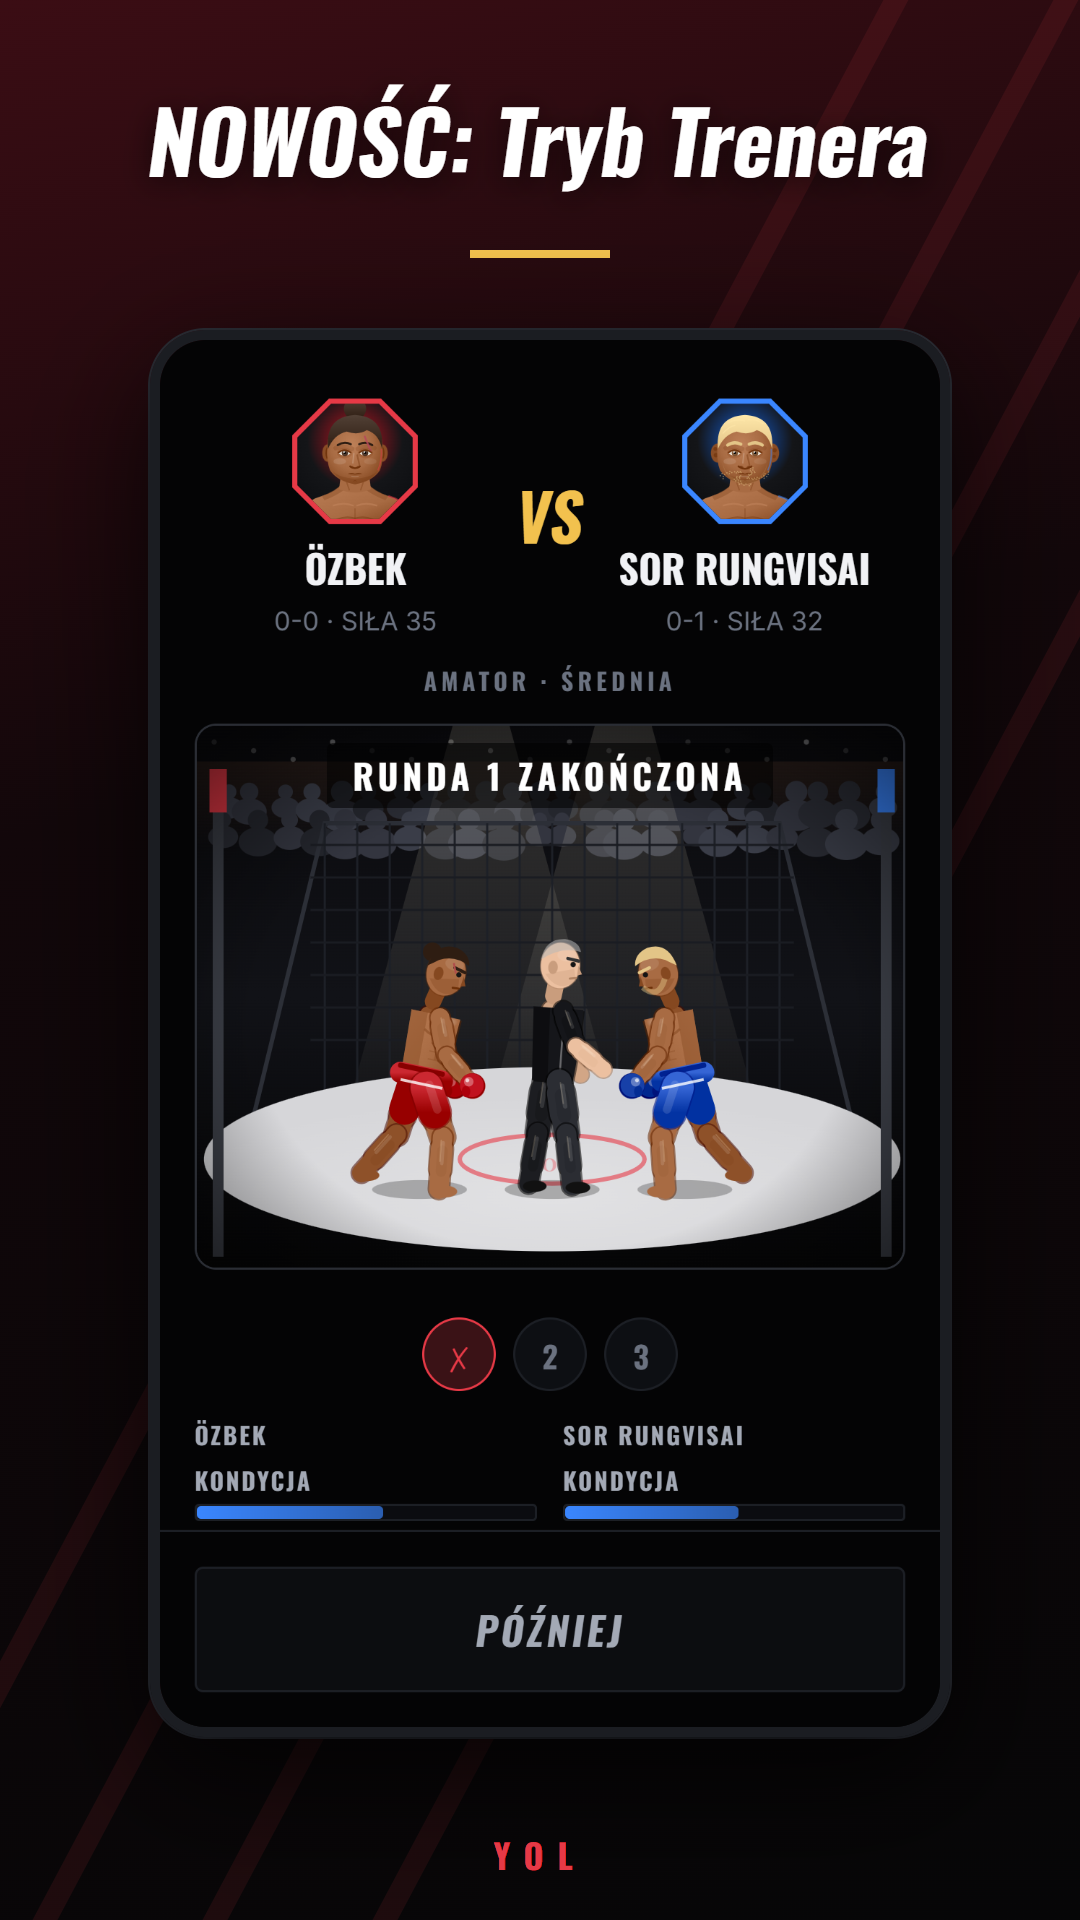 NOWOŚĆ: Tryb Trenera
VS
ÖZBEK
SOR RUNGVISAI
0-0 · SIŁA 35
0-1 · SIŁA 32
AMATOR · ŚREDNIA
RUNDA 1 ZAKOŃCZONA
X
2
3
ÖZBEK
SOR RUNGVISAI
KONDYCJA
KONDYCJA
PÓŹNIEJ
YOL